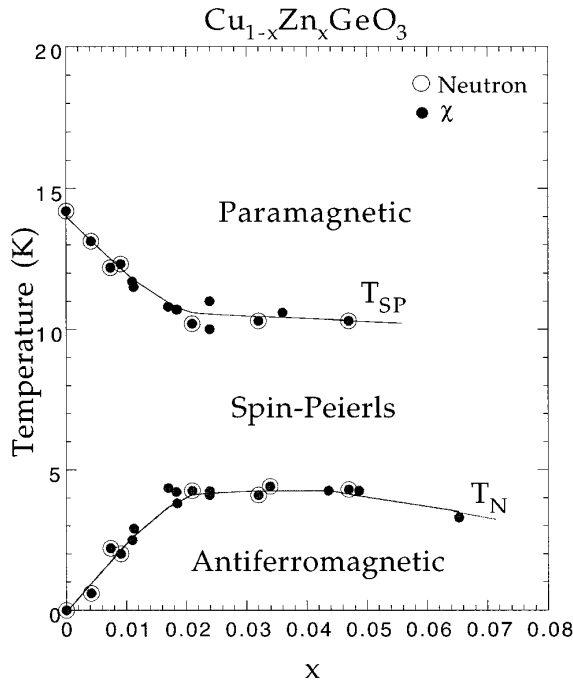 Cu1-xZnxGeO3
20
Neutron
χ
15
Paramagnetic
TSP
10
Temperature (K)
Spin-Peierls
5
TN
Antiferromagnetic
0
0 0.01 0.02 0.03 0.04 0.05 0.06 0.07 0.08
x